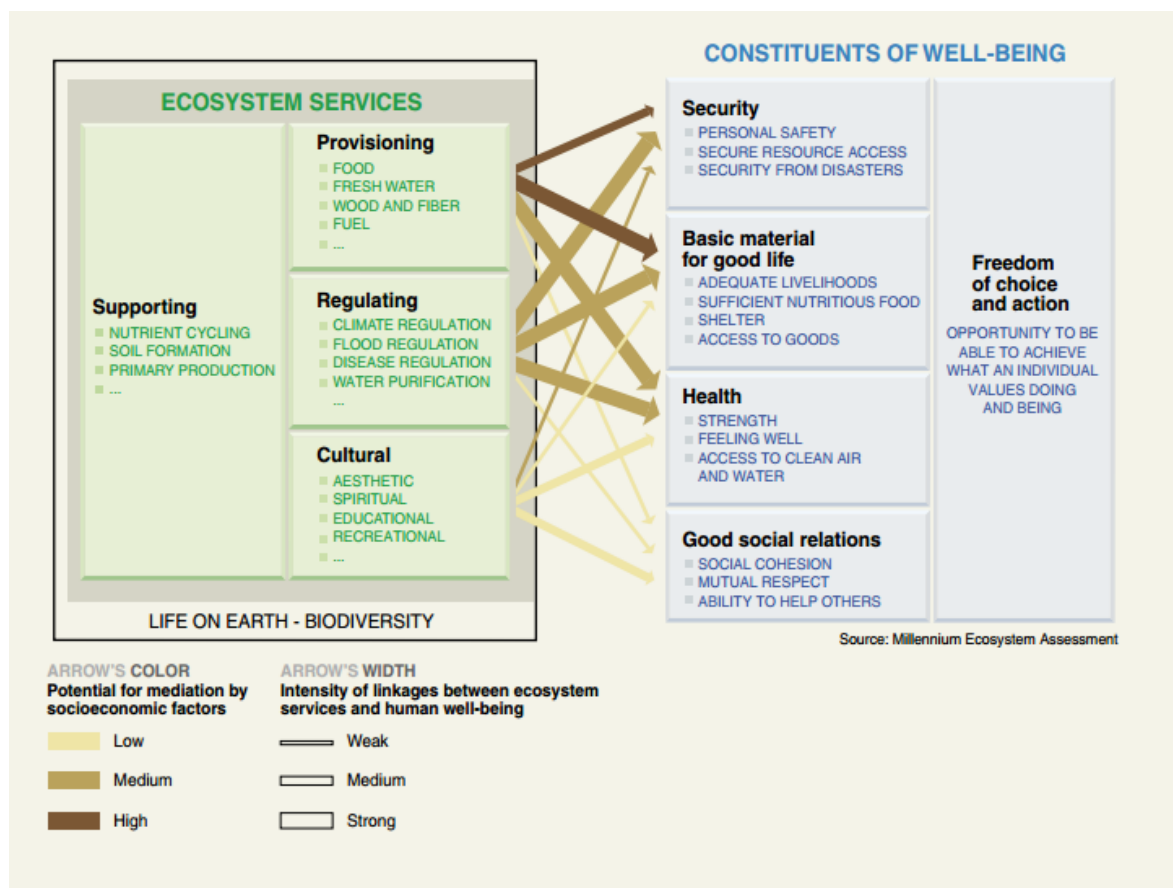 CONSTITUENTS OF WELL-BEING
ECOSYSTEM SERVICES
Supporting
NUTRIENT CYCLING
SOIL FORMATION
PRIMARY PRODUCTION
...
Provisioning
FOOD
FRESH WATER
WOOD AND FIBER
FUEL
...
Regulating
CLIMATE REGULATION
FLOOD REGULATION
DISEASE REGULATION
WATER PURIFICATION
...
Cultural
AESTHETIC
SPIRITUAL
EDUCATIONAL
RECREATIONAL
...
LIFE ON EARTH - BIODIVERSITY
Security
PERSONAL SAFETY
SECURE RESOURCE ACCESS
SECURITY FROM DISASTERS
Basic material
for good life
ADEQUATE LIVELIHOODS
SUFFICIENT NUTRITIOUS FOOD
SHELTER
ACCESS TO GOODS
Health
STRENGTH
FEELING WELL
ACCESS TO CLEAN AIR
AND WATER
Good social relations
SOCIAL COHESION
MUTUAL RESPECT
ABILITY TO HELP OTHERS
Freedom
of choice
and action
OPPORTUNITY TO BE
ABLE TO ACHIEVE
WHAT AN INDIVIDUAL
VALUES DOING
AND BEING
Source: Millennium Ecosystem Assessment
ARROW'S COLOR
Potential for mediation by
socioeconomic factors
Low
Medium
High
ARROW'S WIDTH
Intensity of linkages between ecosystem
services and human well-being
Weak
Medium
Strong